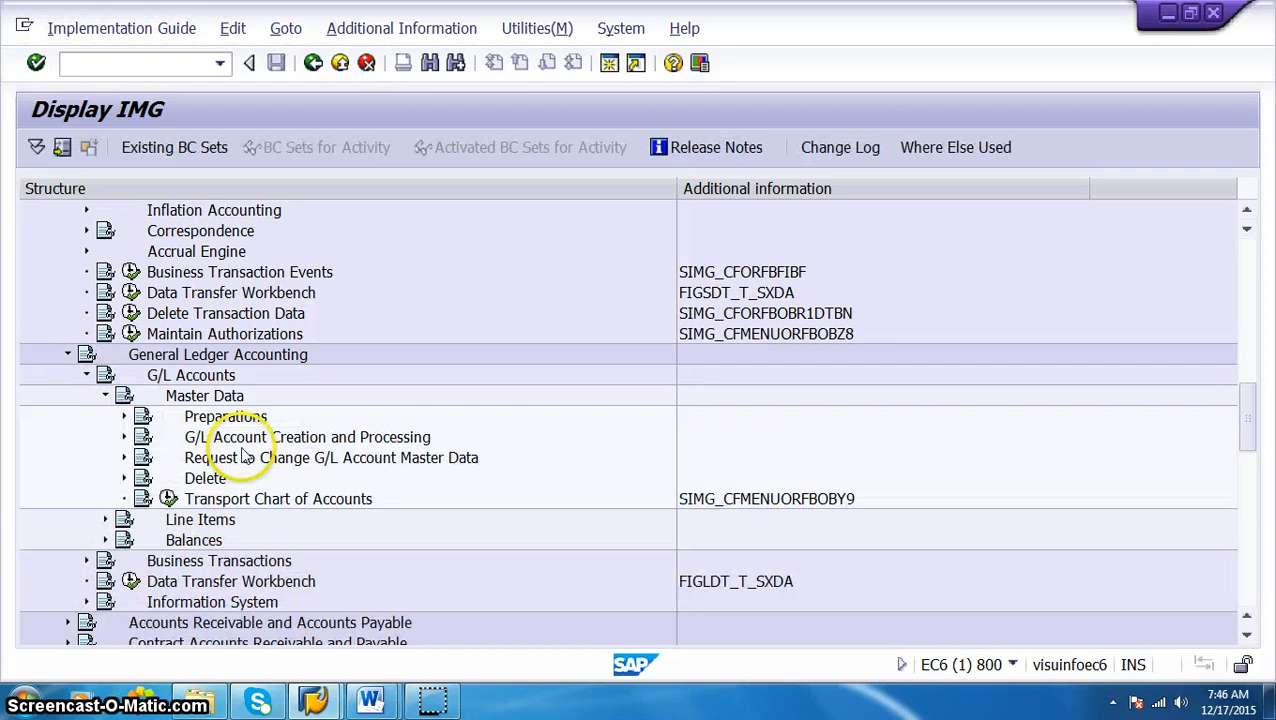 Implementation Guide Edit Goto Additional Information Utilities(M) System Help
Display IMG
Existing BC Sets BC Sets for Activity Activated BC Sets for Activity Release Notes Change Log Where Else Used
Structure Additional information
Inflation Accounting
Correspondence
Accrual Engine
Business Transaction Events SIMG_CFORFBFIBF
Data Transfer Workbench FIGSDT_T_SXDA
Delete Transaction Data SIMG_CFORFBOBR1DTBN
Maintain Authorizations SIMG_CFMENUORFBOBZ8
General Ledger Accounting
G/L Accounts
Master Data
Preparations
G/L Account Creation and Processing
Request to Change G/L Account Master Data
Delete
Transport Chart of Accounts SIMG_CFMENUORFBOBY9
Line Items
Balances
Business Transactions
Data Transfer Workbench FIGLDT_T_SXDA
Information System
Accounts Receivable and Accounts Payable
Contract Accounts Receivable and Payable
SAP EC6 (1) 800 visuinfoec6 INS
Screencast-O-Matic.com
7:46 AM
12/17/2015